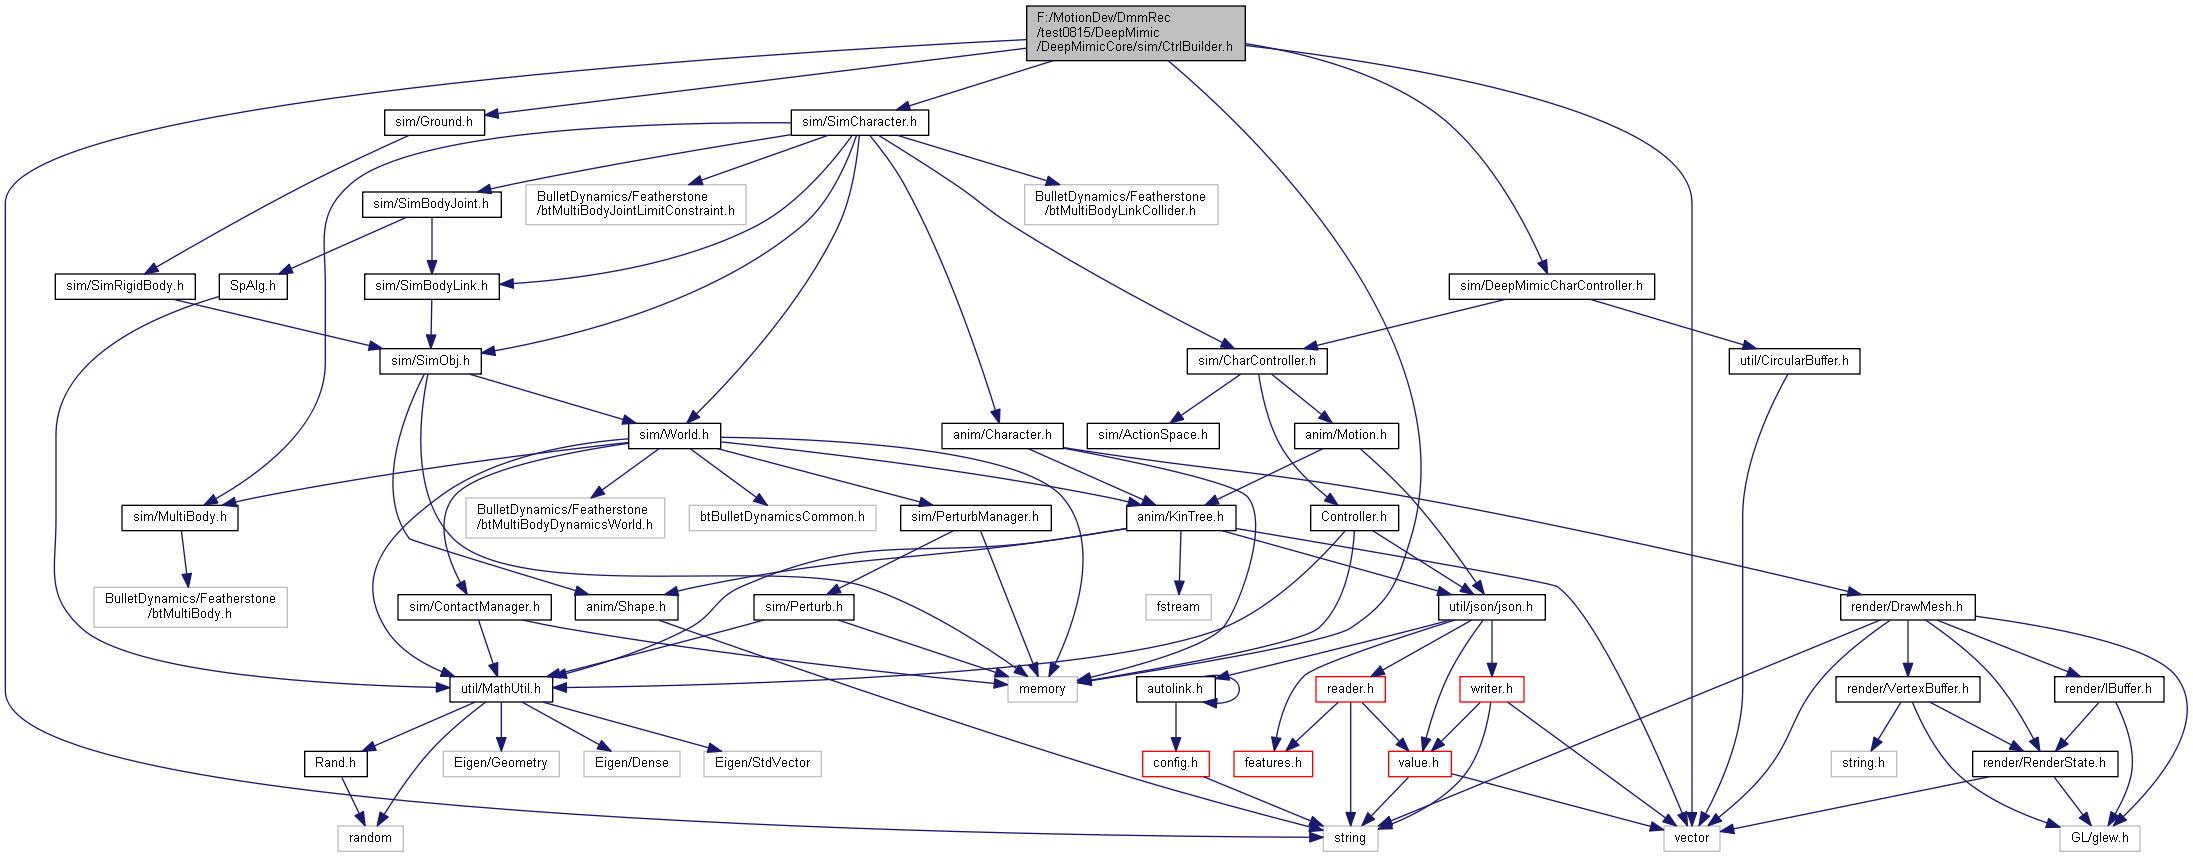 F:/MotionDev/DmmRec
/test0815/DeepMimic
/DeepMimicCore/sim/CtrlBuilder.h
sim/Ground.h
sim/SimCharacter.h
sim/SimBodyJoint.h
BulletDynamics/Featherstone
/btMultiBodyJointLimitConstraint.h
BulletDynamics/Featherstone
/btMultiBodyLinkCollider.h
sim/SimRigidBody.h
SpAlg.h
sim/SimBodyLink.h
sim/DeepMimicCharController.h
sim/SimObj.h
sim/CharController.h
util/CircularBuffer.h
sim/World.h
anim/Character.h
sim/ActionSpace.h
anim/Motion.h
sim/MultiBody.h
BulletDynamics/Featherstone
/btMultiBodyDynamicsWorld.h
btBulletDynamicsCommon.h
sim/PerturbManager.h
anim/KinTree.h
Controller.h
BulletDynamics/Featherstone
/btMultiBody.h
sim/ContactManager.h
anim/Shape.h
sim/Perturb.h
fstream
util/json/json.h
render/DrawMesh.h
util/MathUtil.h
memory
autolink.h
reader.h
writer.h
render/VertexBuffer.h
render/IBuffer.h
Rand.h
Eigen/Geometry
Eigen/Dense
Eigen/StdVector
config.h
features.h
value.h
string.h
render/RenderState.h
random
string
vector
GL/glew.h